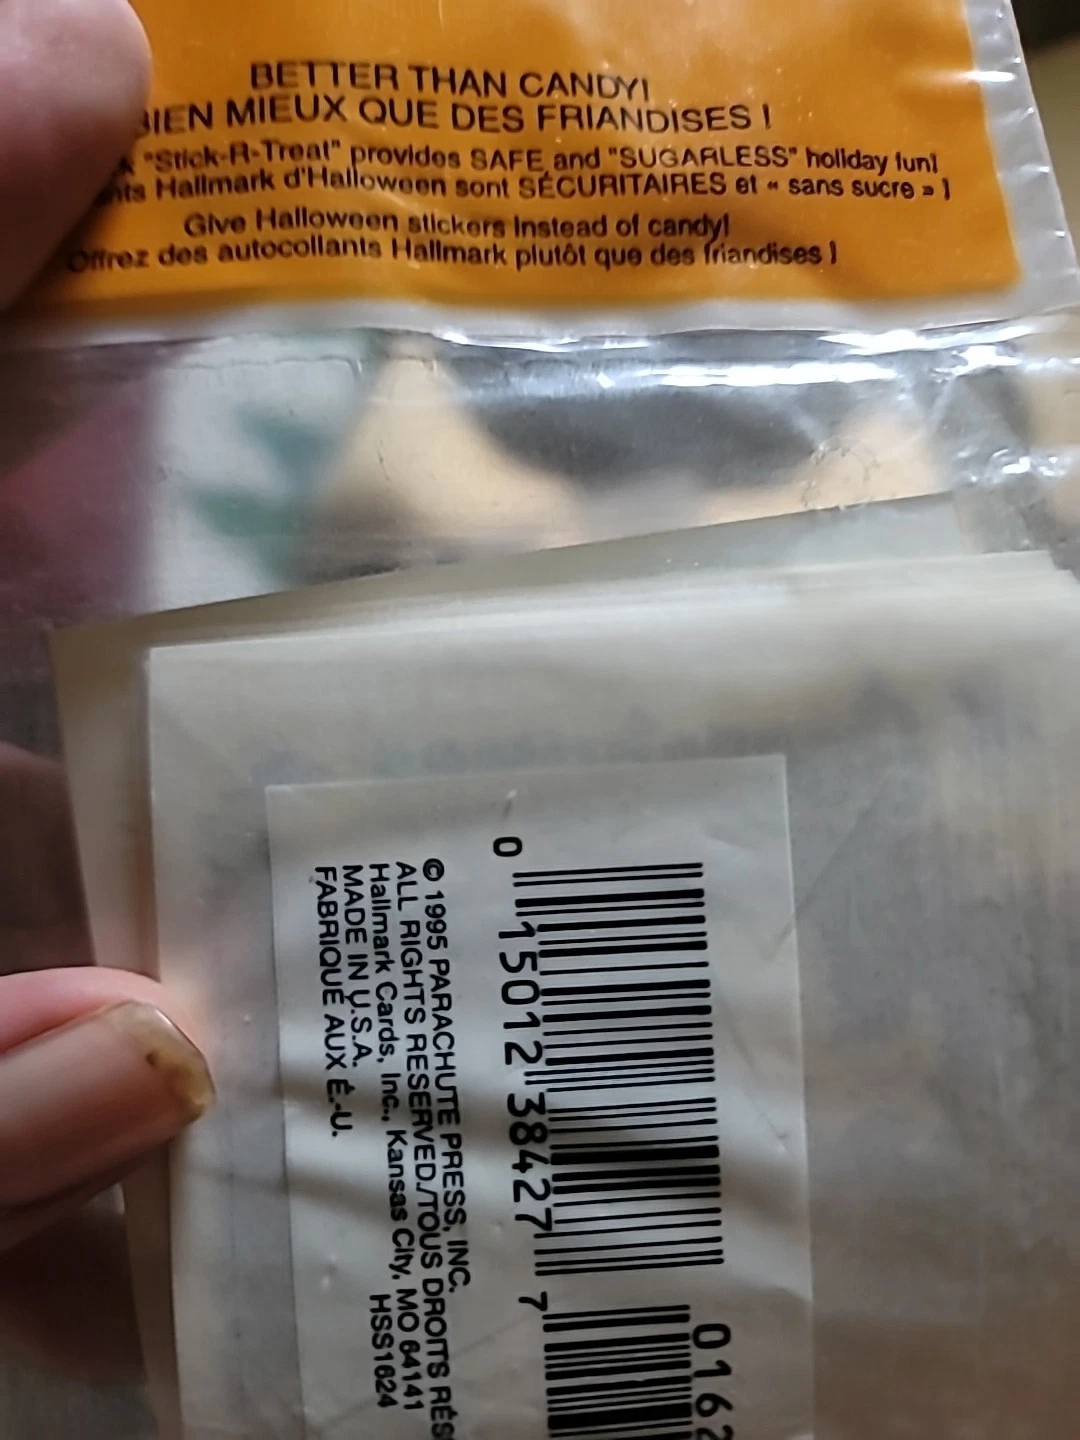 BETTER THAN CANDY!
BIEN MIEUX QUE DES FRIANDISES !
"Stick-R-Treat" provides SAFE and "SUGARLESS" holiday fun!
Hallmark d'Halloween sont SÉCURITAIRES et « sans sucre » !
Give Halloween stickers instead of candy!
Offrez des autocollants Hallmark plutôt que des friandises !
0 15012 38427 7
0162
© 1995 PARACHUTE PRESS, INC.
ALL RIGHTS RESERVED./TOUS DROITS RÉS
Hallmark Cards, Inc., Kansas City, MO 64141
MADE IN U.S.A. HSS1624
FABRIQUÉ AUX É.-U.